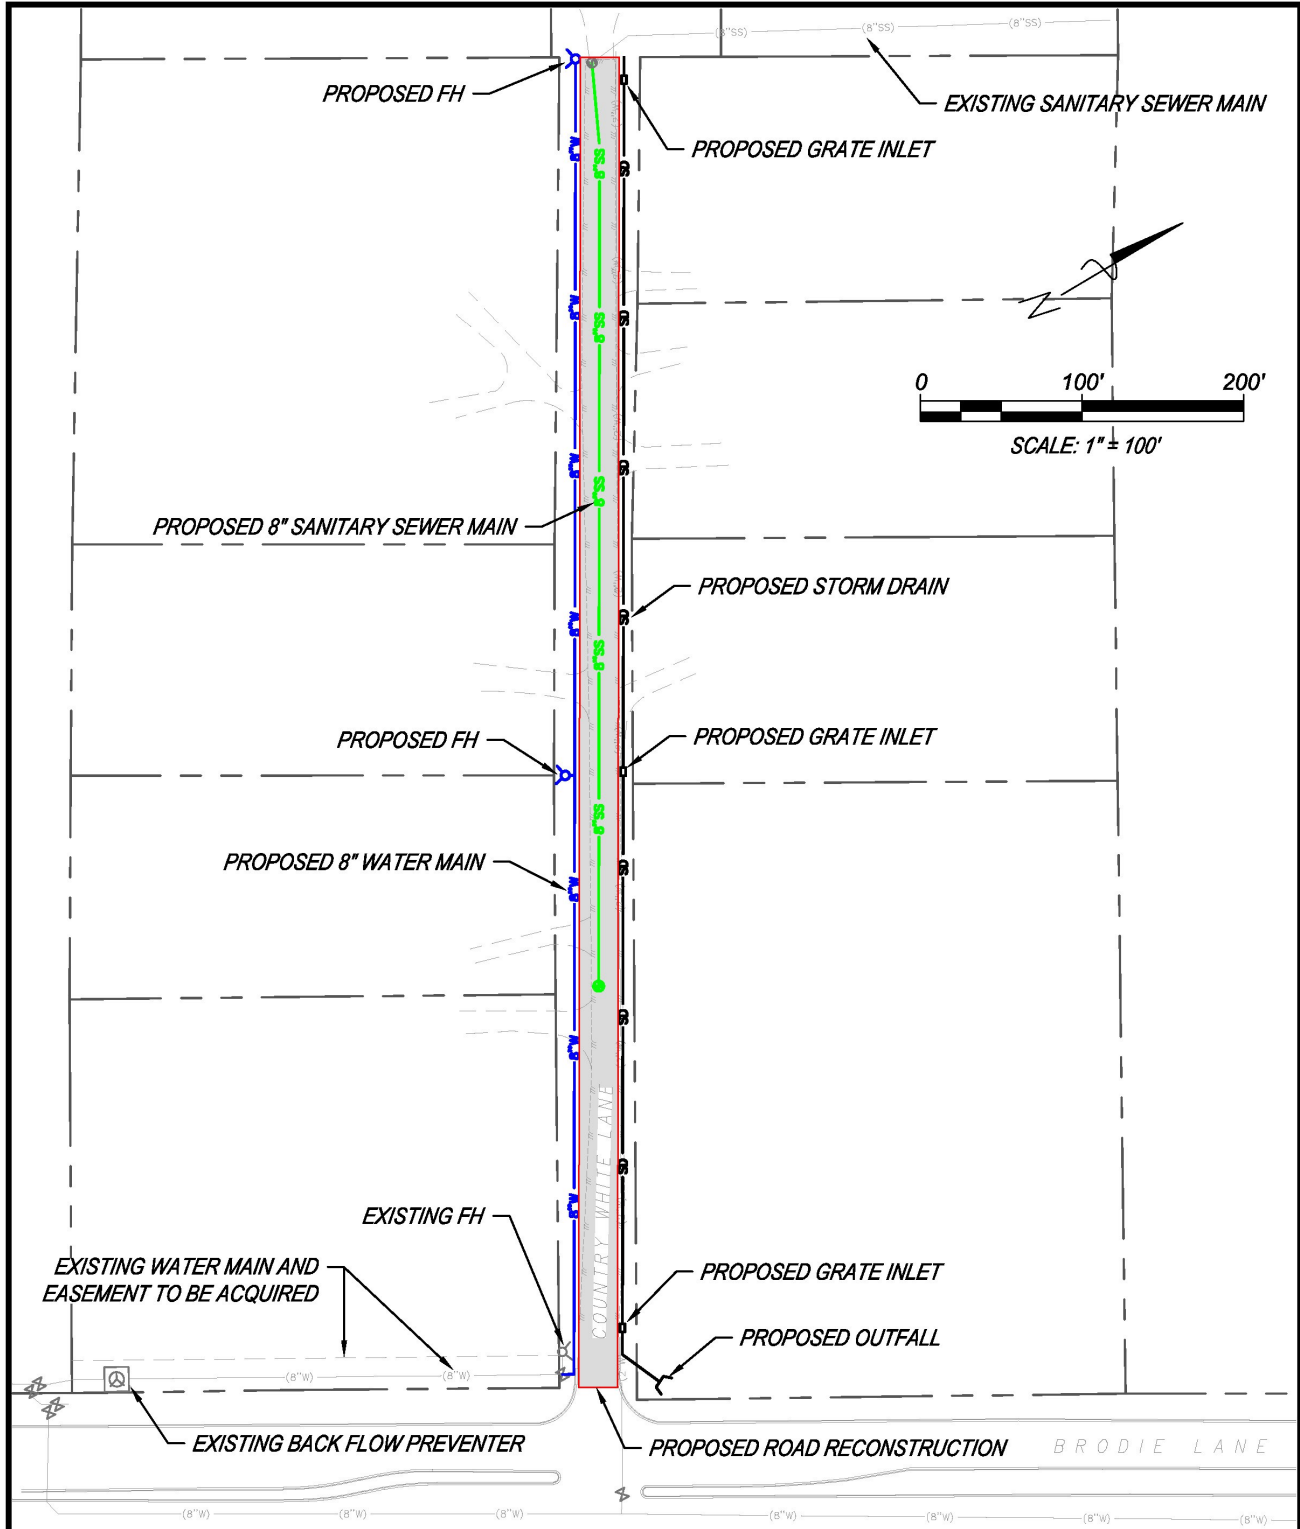 (8"SS)
(8"SS)
(8"SS)
PROPOSED FH
EXISTING SANITARY SEWER MAIN
PROPOSED GRATE INLET
8"W
8"SS
SD
N
8"W
8"SS
SD
0 100' 200'
SCALE: 1" = 100'
8"W
SD
8"SS
PROPOSED 8" SANITARY SEWER MAIN
PROPOSED STORM DRAIN
8"W
SD
8"SS
PROPOSED FH
PROPOSED GRATE INLET
8"SS
PROPOSED 8" WATER MAIN
8"W
SD
SD
8"W
COUNTRY WHITE LANE
SD
8"W
EXISTING FH
EXISTING WATER MAIN AND
EASEMENT TO BE ACQUIRED
PROPOSED GRATE INLET
PROPOSED OUTFALL
(8"W)
(8"W)
EXISTING BACK FLOW PREVENTER
PROPOSED ROAD RECONSTRUCTION
BRODIE LANE
(8"W)
(8"W)
(8"W)
(8"W)
(8"W)
(8"W)